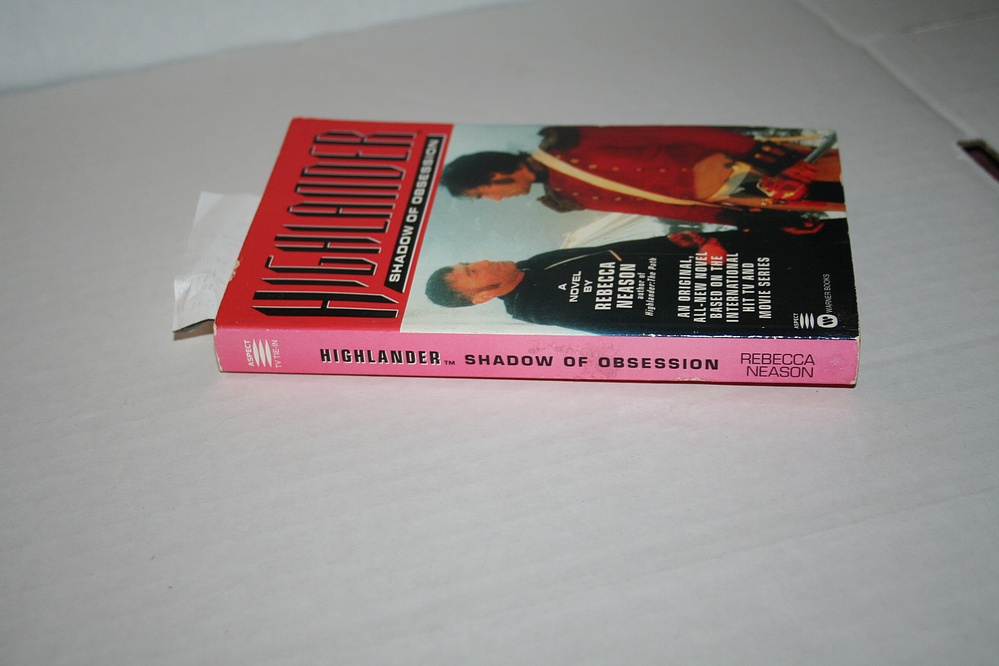 HIGHLANDER™
SHADOW OF OBSESSION
A
NOVEL
BY
REBECCA
NEASON
author of
Highlander: The Path
AN ORIGINAL,
ALL-NEW NOVEL
BASED ON THE
INTERNATIONAL
HIT TV AND
MOVIE SERIES
ASPECT
WARNER BOOKS
ASPECT
TV TIE-IN
HIGHLANDER™ SHADOW OF OBSESSION
REBECCA
NEASON